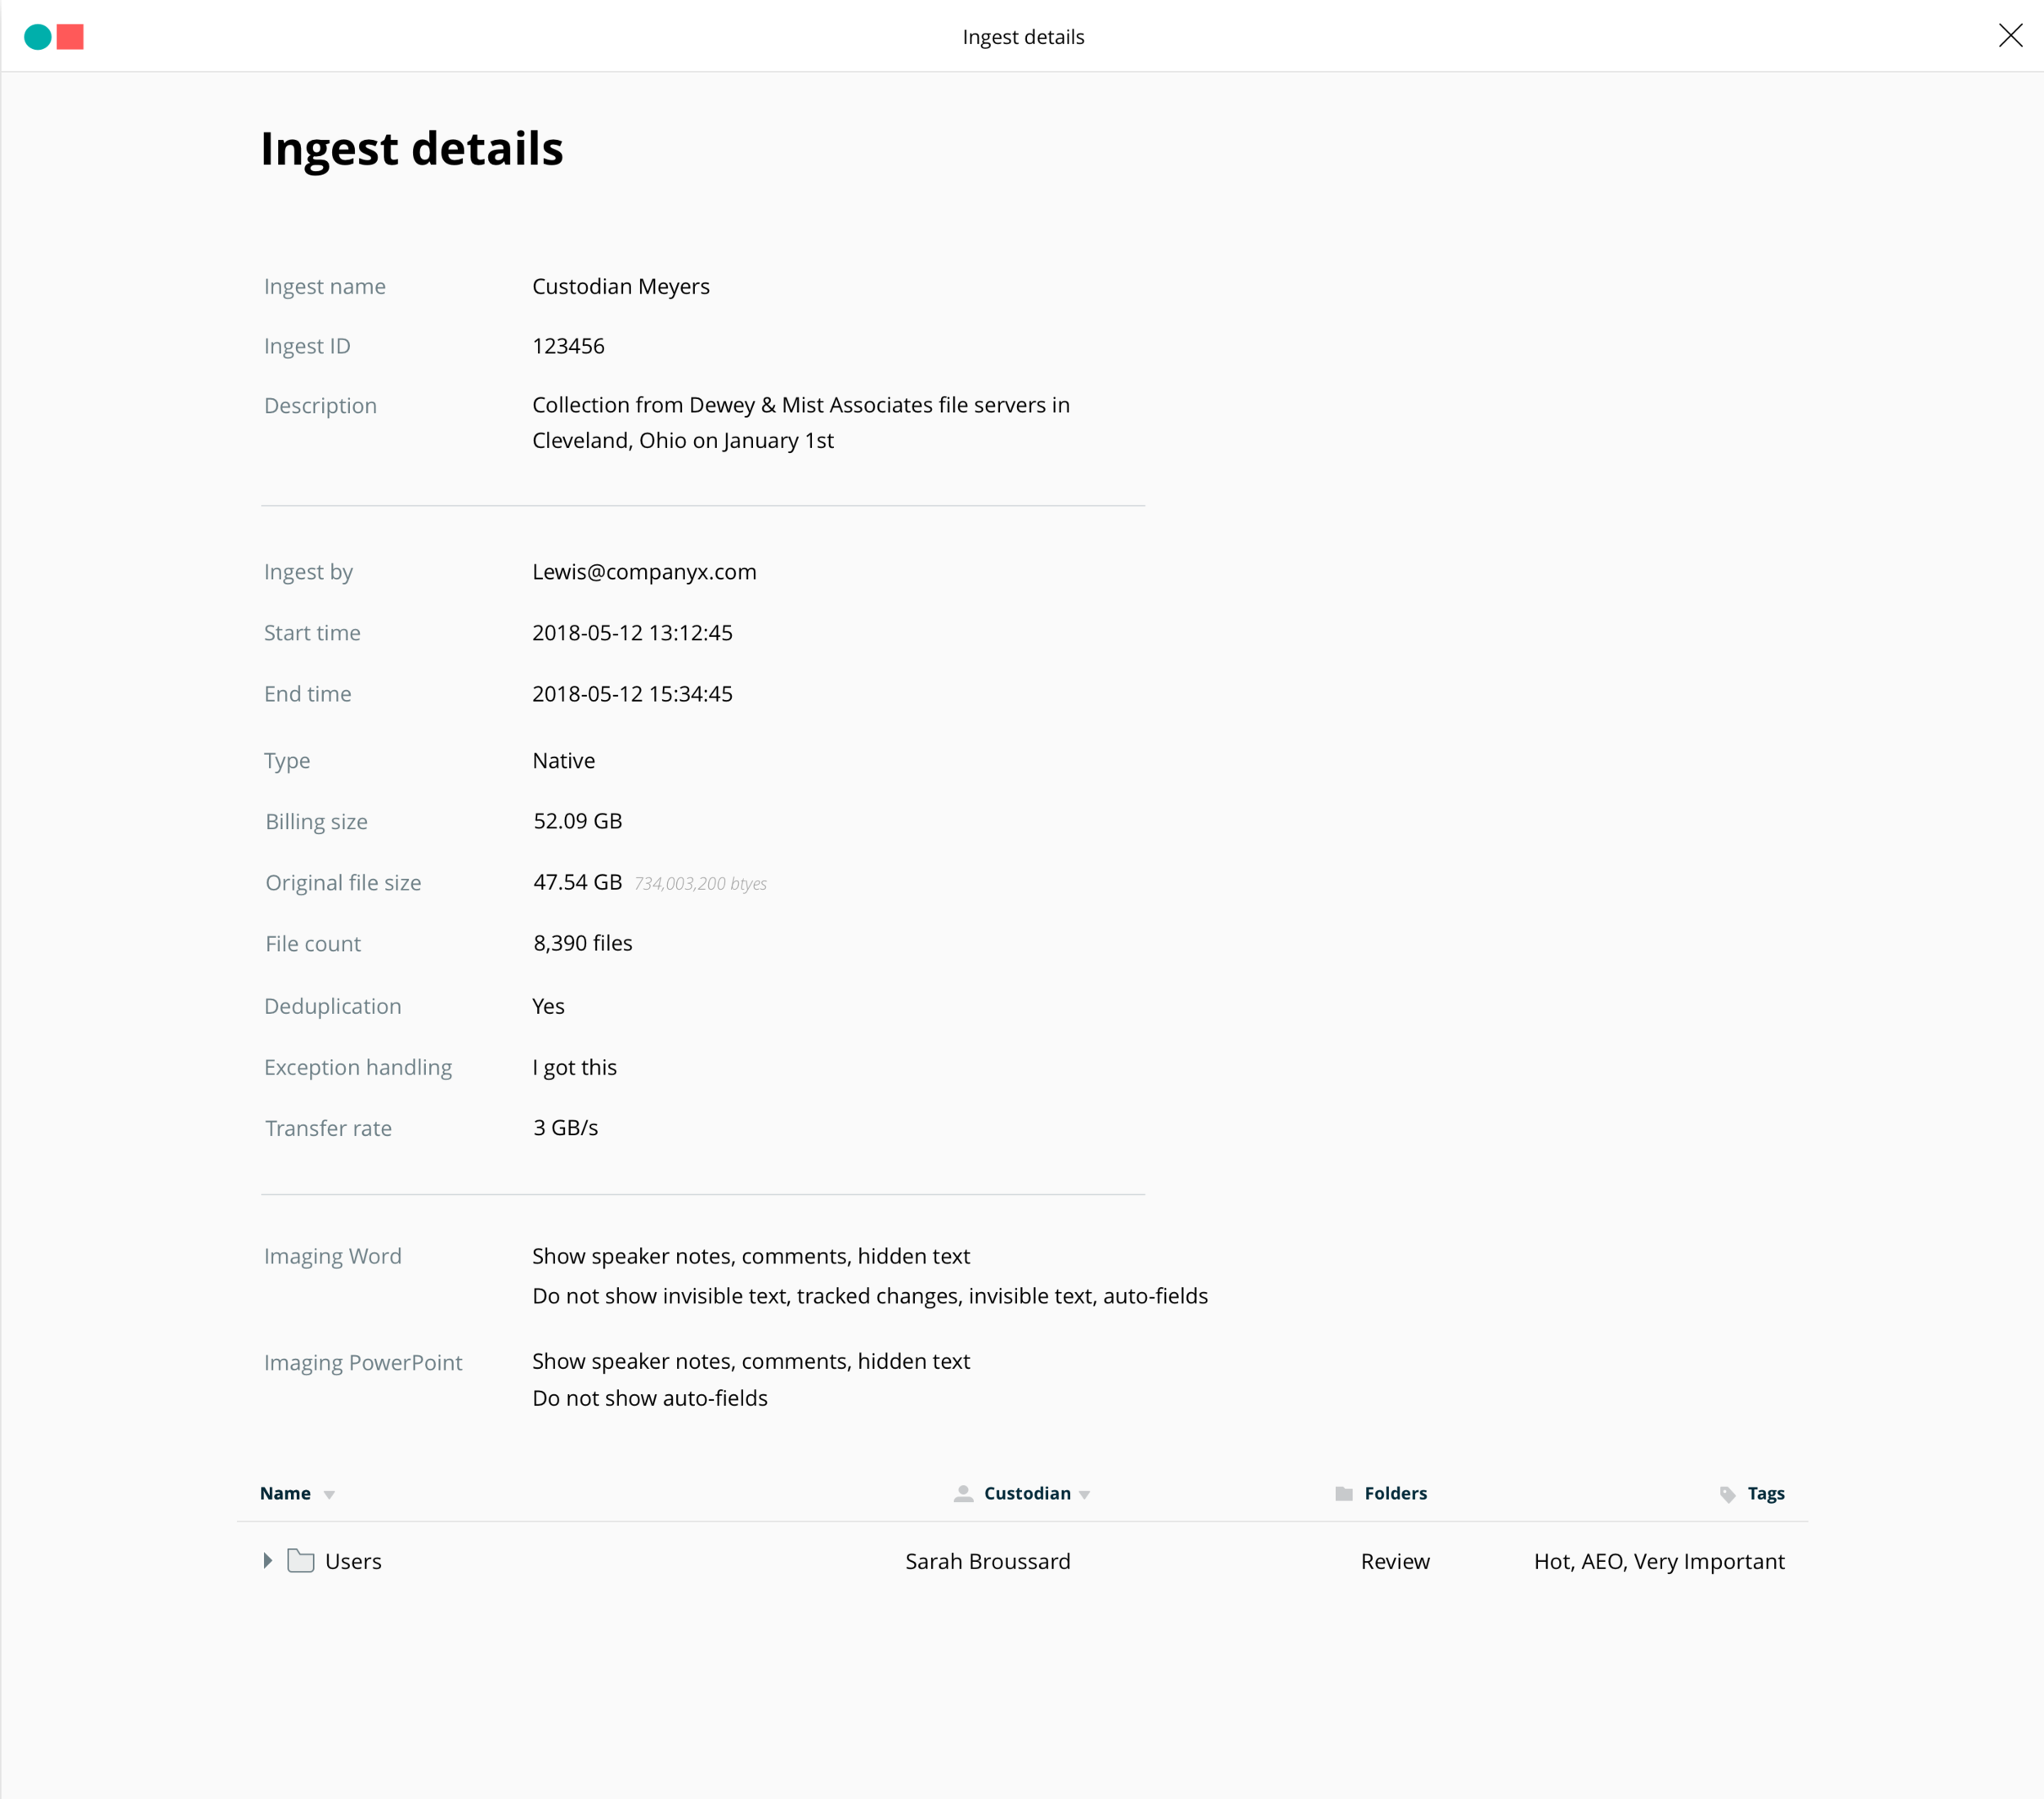 Ingest details
Ingest details
Ingest name Custodian Meyers
Ingest ID 123456
Description Collection from Dewey & Mist Associates file servers in
Cleveland, Ohio on January 1st
Ingest by Lewis@companyx.com
Start time 2018-05-12 13:12:45
End time 2018-05-12 15:34:45
Type Native
Billing size 52.09 GB
Original file size 47.54 GB 734,003,200 btyes
File count 8,390 files
Deduplication Yes
Exception handling I got this
Transfer rate 3 GB/s
Imaging Word Show speaker notes, comments, hidden text
Do not show invisible text, tracked changes, invisible text, auto-fields
Imaging PowerPoint Show speaker notes, comments, hidden text
Do not show auto-fields
Name Custodian Folders Tags
Users Sarah Broussard Review Hot, AEO, Very Important